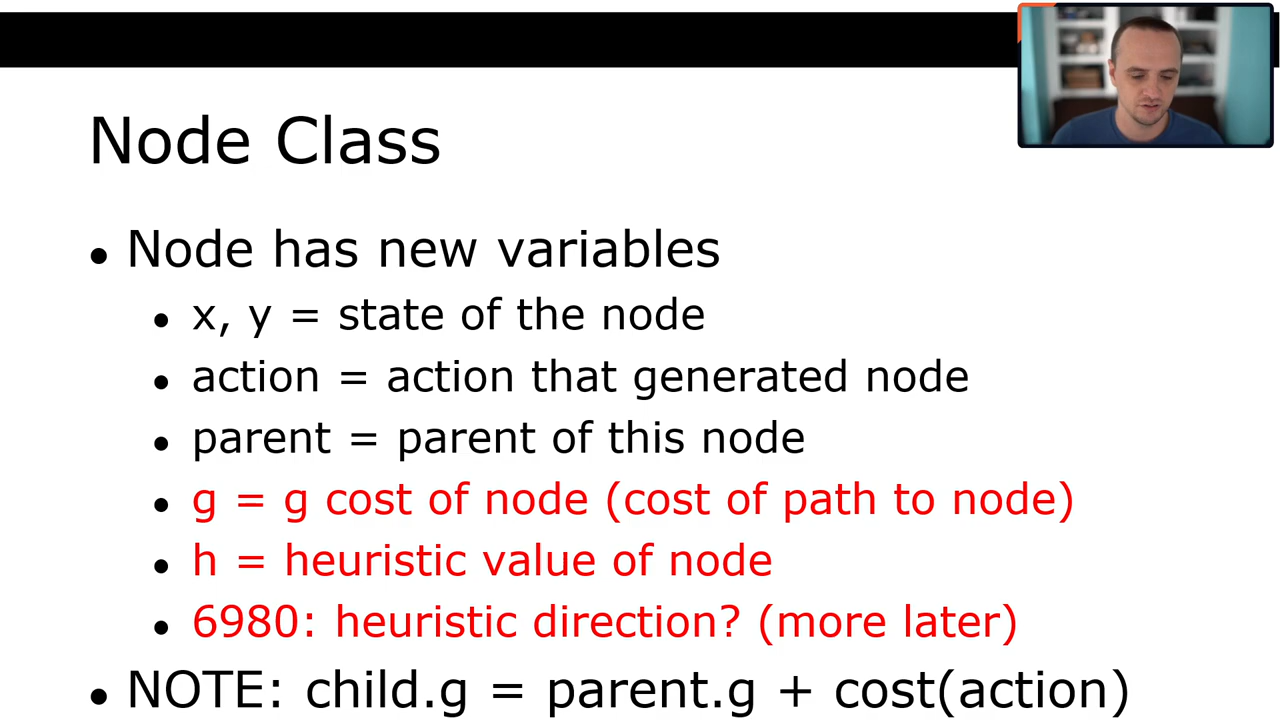 Node Class
• Node has new variables
• x, y = state of the node
• action = action that generated node
• parent = parent of this node
• g = g cost of node (cost of path to node)
• h = heuristic value of node
• 6980: heuristic direction? (more later)
• NOTE: child.g = parent.g + cost(action)